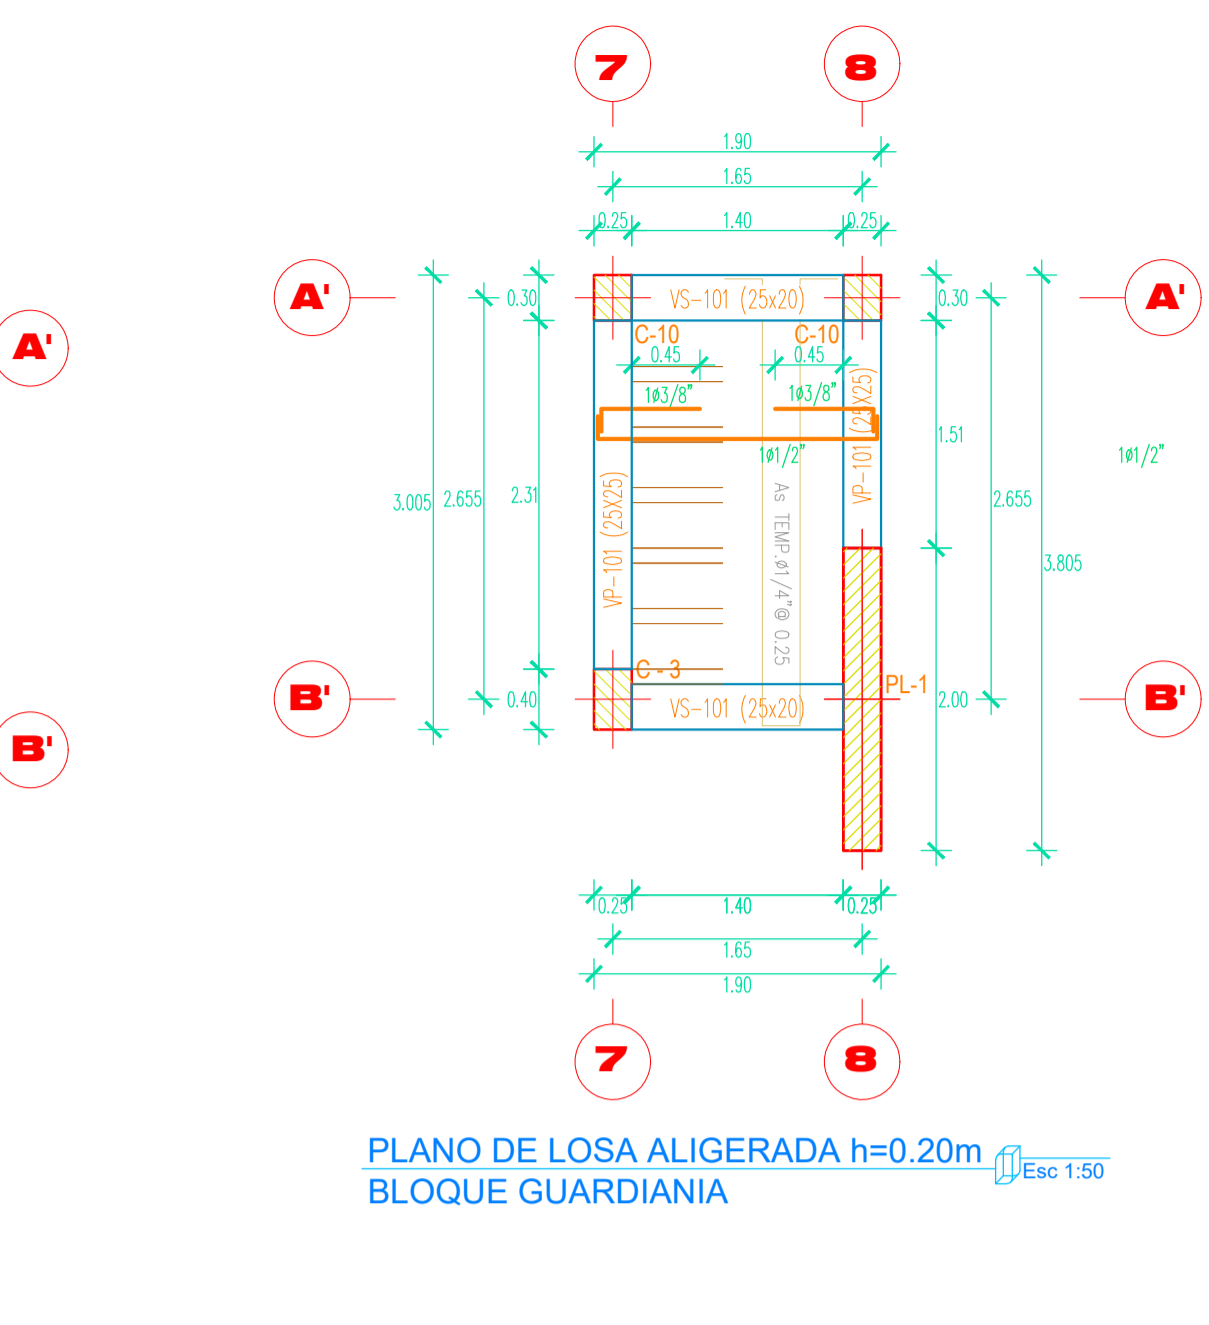 7 8
1.90
1.65
0.25 1.40 0.25
A' A'
A'
VS-101 (25x20)
0.30 0.30
C-10 C-10
0.45 0.45
1ø3/8" 1ø3/8"
VP-101 (25X25)
1.51
1ø1/2" 1ø1/2"
As TEMP.ø1/4"@ 0.25
VP-101 (25X25)
3.005 2.655 2.31 2.655
3.805
C - 3
PL-1
B' B'
0.40 2.00
VS-101 (25x20)
B'
0.25 1.40 0.25
1.65
1.90
7 8
PLANO DE LOSA ALIGERADA h=0.20m
Esc 1:50
BLOQUE GUARDIANIA